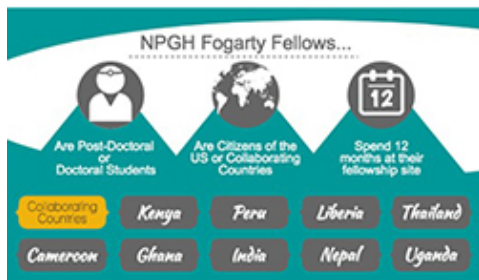 NPGH Fogarty Fellows...
12
Are Post-Doctoral
or
Doctoral Students
Are Citizens of the
US or Collaborating
Countries
Spend 12
months at their
fellowship site
Collaborating
Countries
Kenya
Peru
Liberia
Thailand
Cameroon
Ghana
India
Nepal
Uganda